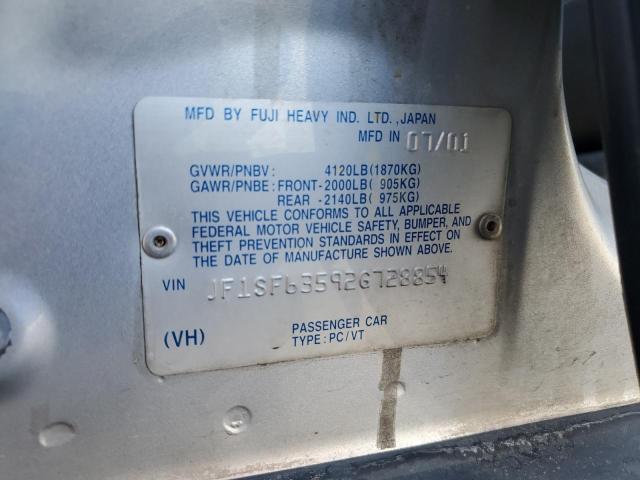 MFD BY FUJI HEAVY IND. LTD.,JAPAN
MFD IN 07/01
GVWR/PNBV: 4120LB(1870KG)
GAWR/PNBE: FRONT-2000LB( 905KG)
REAR -2140LB( 975KG)
THIS VEHICLE CONFORMS TO ALL APPLICABLE
FEDERAL MOTOR VEHICLE SAFETY, BUMPER, AND
THEFT PREVENTION STANDARDS IN EFFECT ON
THE DATE OF MANUFACTURE SHOWN ABOVE.
VIN JF1SF63592G728854
PASSENGER CAR
(VH) TYPE: PC/VT